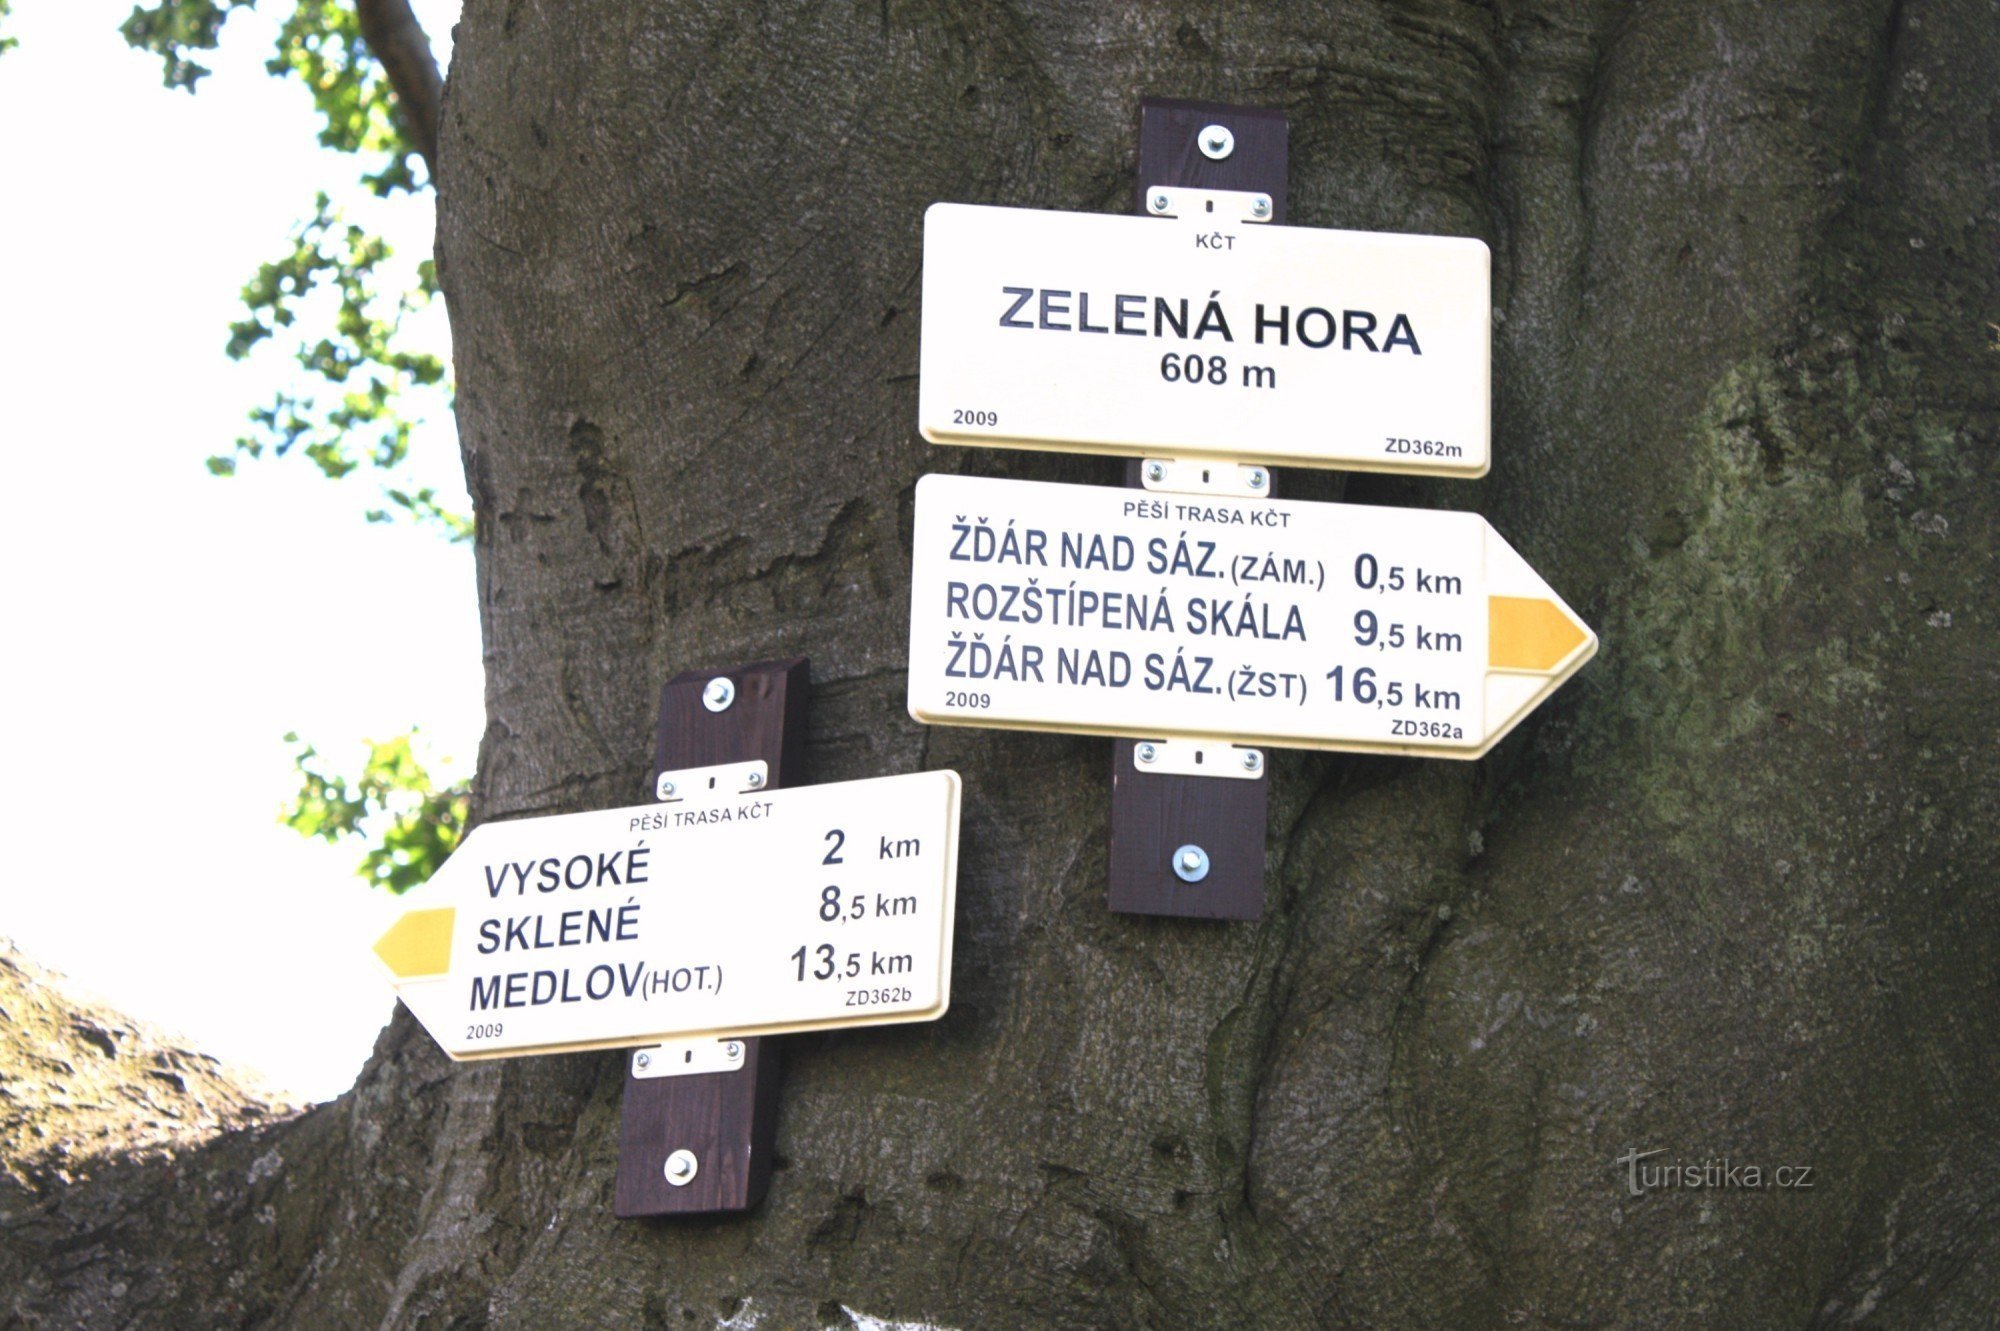 KČT
ZELENÁ HORA
608 m
2009 ZD362m
PĚŠÍ TRASA KČT
ŽĎÁR NAD SÁZ.(ZÁM.) 0,5 km
ROZŠTÍPENÁ SKÁLA 9,5 km
ŽĎÁR NAD SÁZ.(ŽST) 16,5 km
2009 ZD362a
PĚŠÍ TRASA KČT
VYSOKÉ 2 km
SKLENÉ 8,5 km
MEDLOV(HOT.) 13,5 km
2009 ZD362b
Turistika.cz